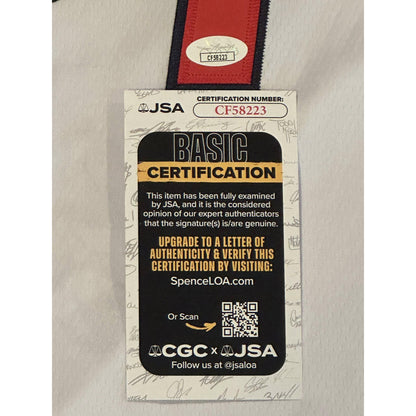 CF58223
JSA
CERTIFICATION NUMBER:
CF58223
BASIC
CERTIFICATION
This item has been fully examined
by JSA, and it is the considered
opinion of our expert authenticators
that the signature(s) is/are genuine.
UPGRADE TO A LETTER OF
AUTHENTICITY & VERIFY THIS
CERTIFICATION BY VISITING:
SpenceLOA.com
Or Scan
CGC x JSA
Follow us at @jsaloa